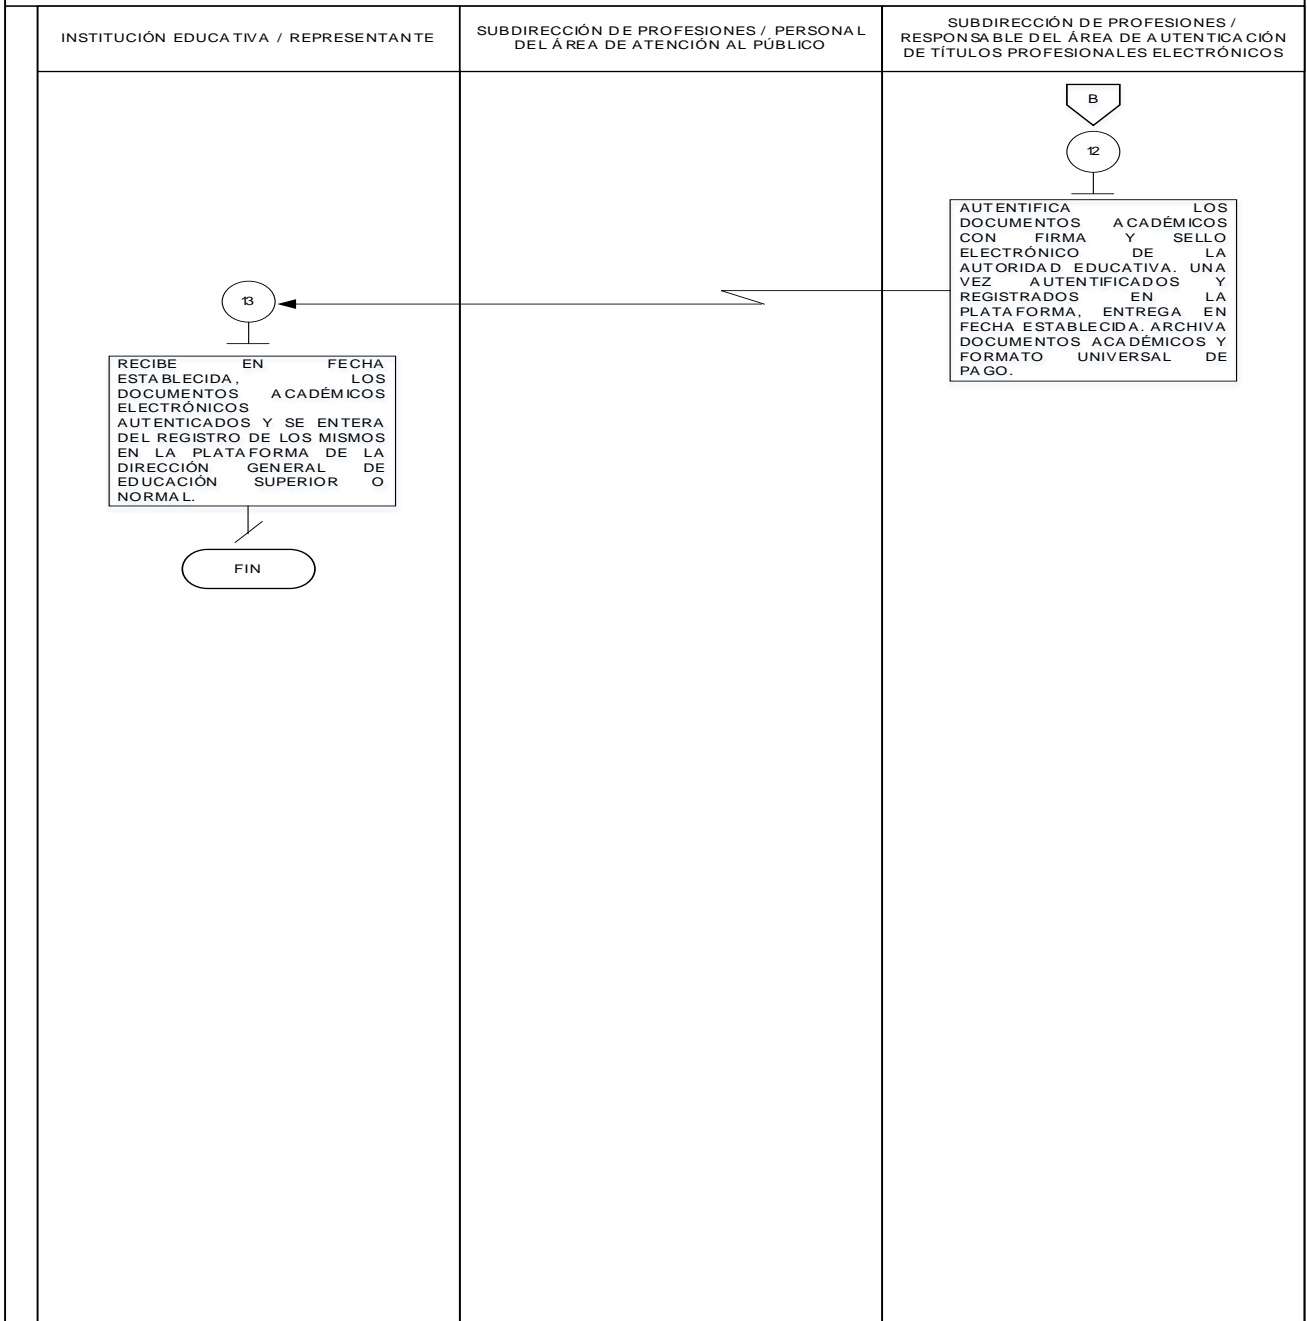 INSTITUCIÓN EDUCATIVA / REPRESENTANTE
SUBDIRECCIÓN DE PROFESIONES / PERSONAL
DEL ÁREA DE ATENCIÓN AL PÚBLICO
SUBDIRECCIÓN DE PROFESIONES /
RESPONSABLE DEL ÁREA DE AUTENTICACIÓN
DE TÍTULOS PROFESIONALES ELECTRÓNICOS
B
12
AUTENTIFICA LOS
DOCUMENTOS ACADÉMICOS
CON FIRMA Y SELLO
ELECTRÓNICO DE LA
AUTORIDAD EDUCATIVA. UNA
VEZ AUTENTIFICADOS Y
REGISTRADOS EN LA
PLATAFORMA, ENTREGA EN
FECHA ESTABLECIDA. ARCHIVA
DOCUMENTOS ACADÉMICOS Y
FORMATO UNIVERSAL DE
PAGO.
13
RECIBE EN FECHA
ESTABLECIDA, LOS
DOCUMENTOS ACADÉMICOS
ELECTRÓNICOS
AUTENTICADOS Y SE ENTERA
DEL REGISTRO DE LOS MISMOS
EN LA PLATAFORMA DE LA
DIRECCIÓN GENERAL DE
EDUCACIÓN SUPERIOR O
NORMAL.
FIN